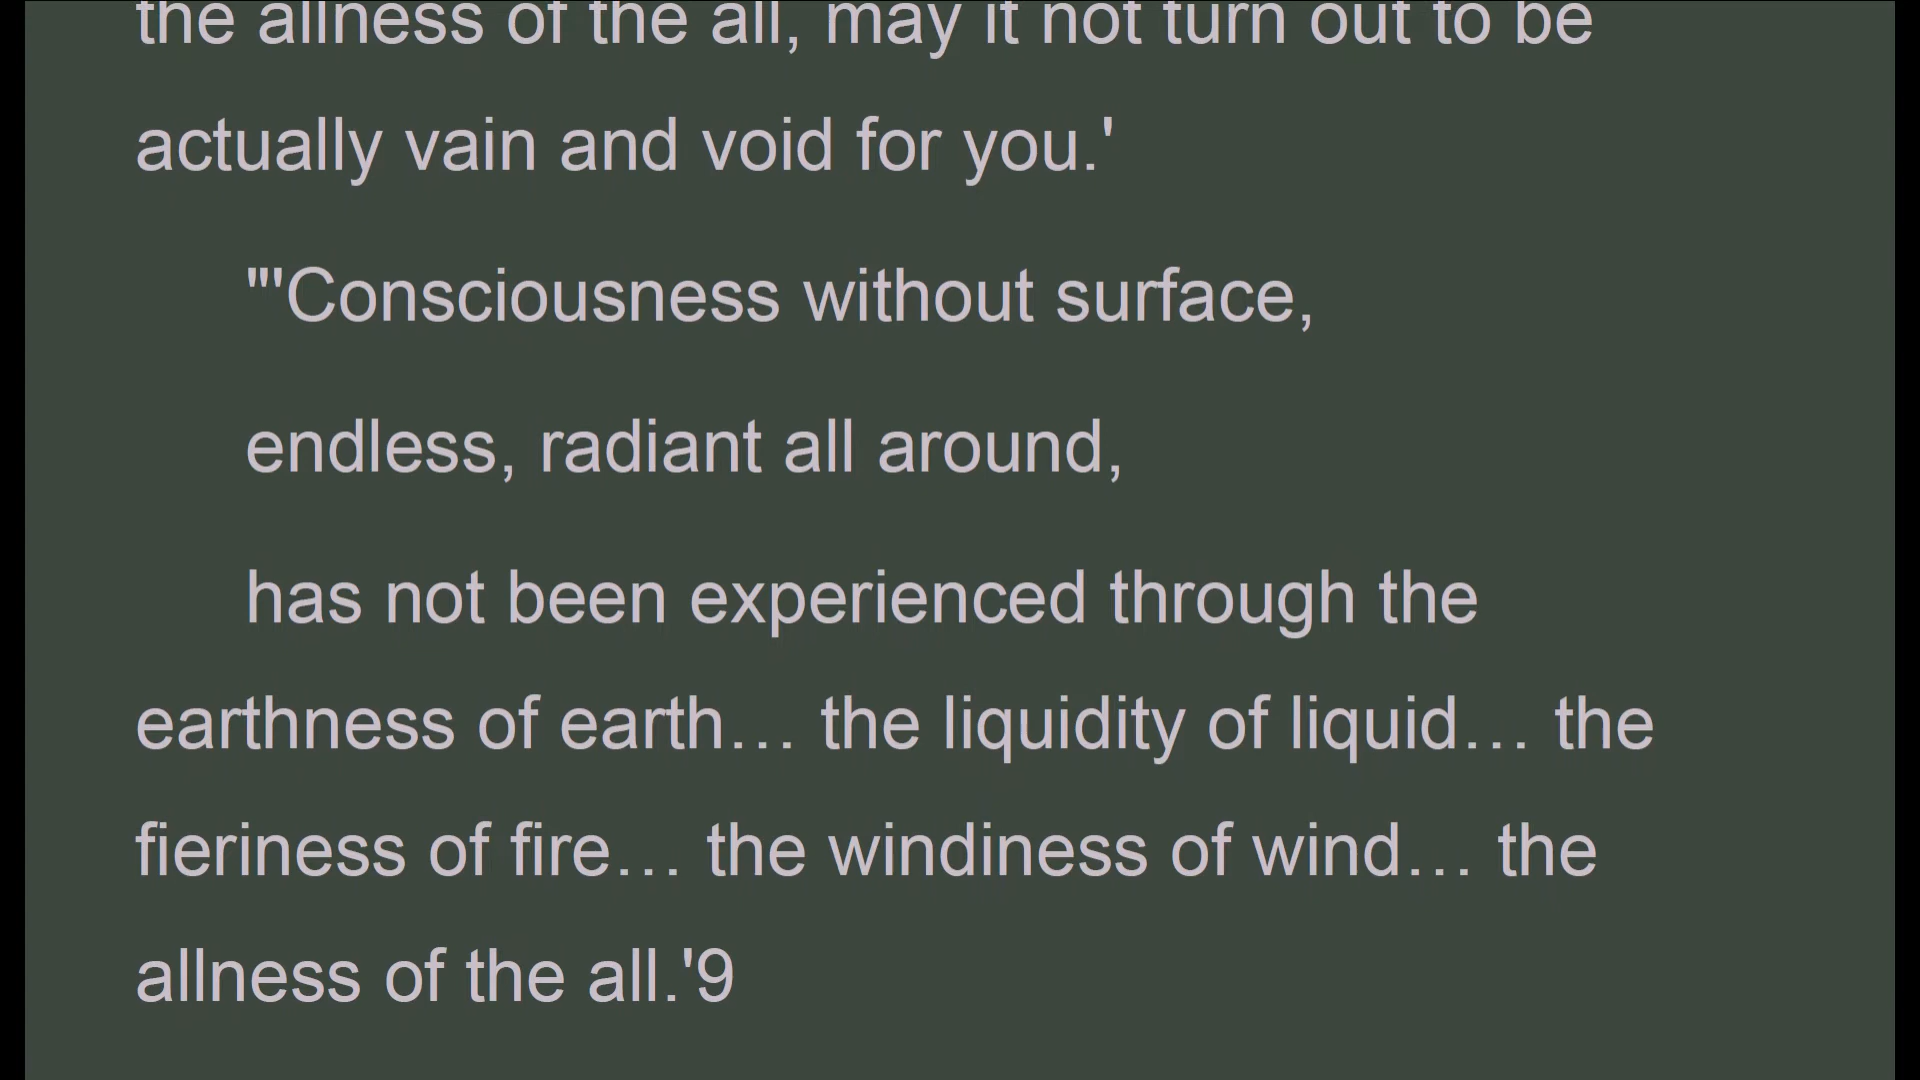 the allness of the all, may it not turn out to be
actually vain and void for you.'
"'Consciousness without surface,
endless, radiant all around,
has not been experienced through the
earthness of earth… the liquidity of liquid… the
fieriness of fire… the windiness of wind… the
allness of the all.'9